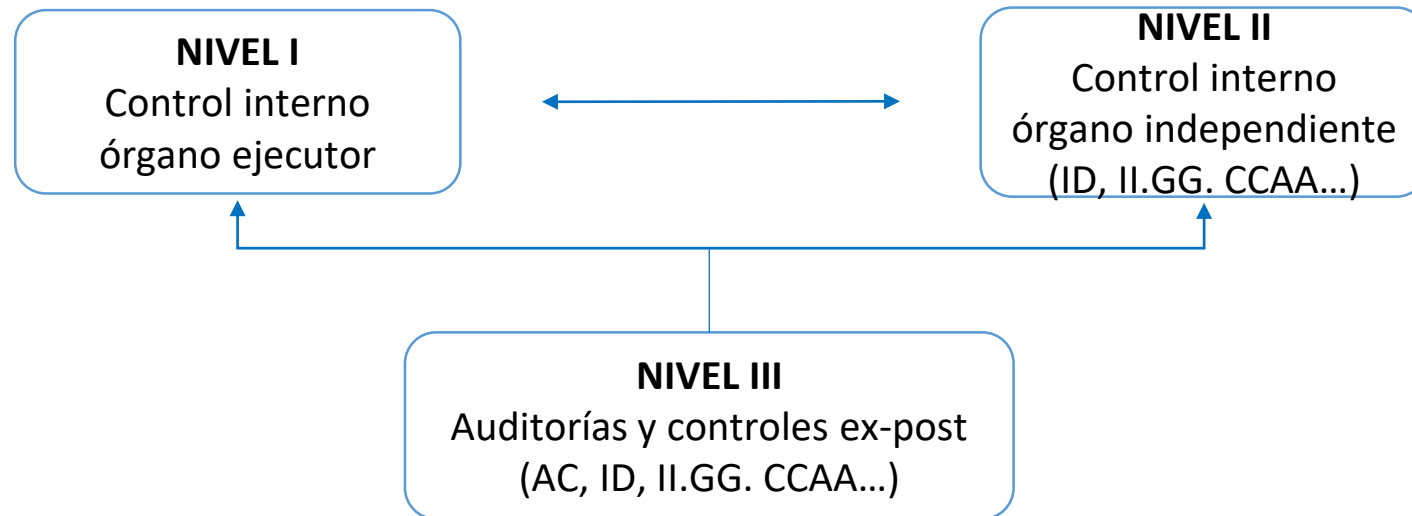 NIVEL I
Control interno
órgano ejecutor
NIVEL II
Control interno
órgano independiente
(ID, II.GG. CCAA…)
NIVEL III
Auditorías y controles ex-post
(AC, ID, II.GG. CCAA…)